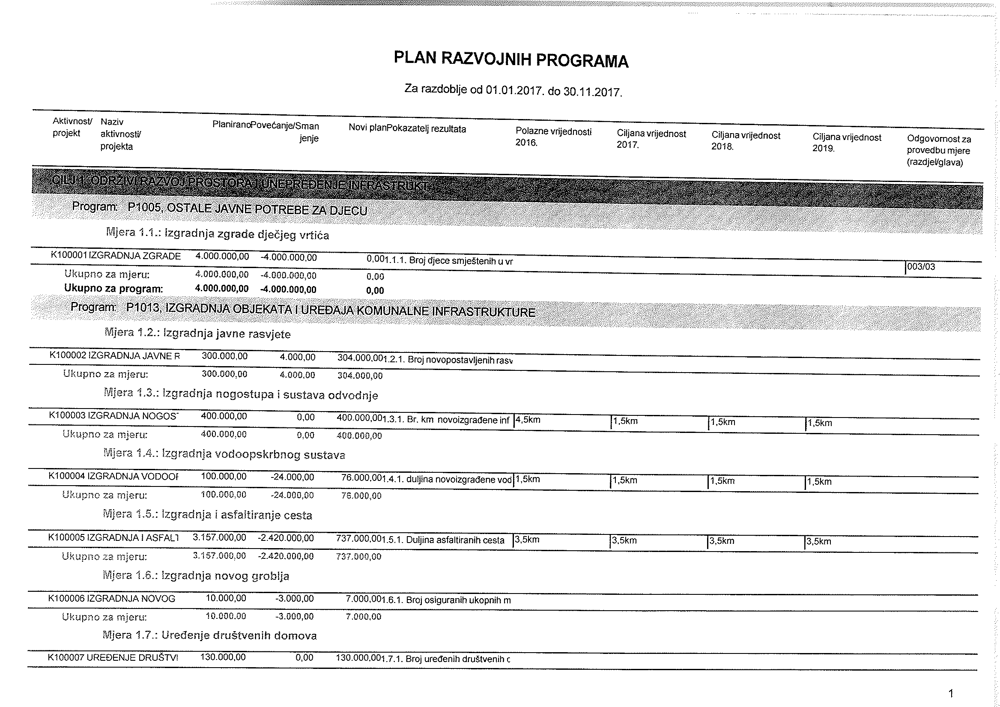 PLAN RAZVOJNIH PROGRAMA
Za razdoblje od 01.01.2017. do 30.11.2017.
Aktivnost/ projekt Naziv aktivnosti/ projekta Planirano Povećanje/Sman jenje Novi plan Pokazatelj rezultata Polazne vrijednosti 2016. Ciljana vrijednost 2017. Ciljana vrijednost 2018. Ciljana vrijednost 2019. Odgovornost za provedbu mjere (razdjel/glava)
CILJ 1. ODRŽIVI RAZVOJ PROSTORA I UNEPREĐENJE INFRASTRUKT
Program: P1005, OSTALE JAVNE POTREBE ZA DJECU
Mjera 1.1.: Izgradnja zgrade dječjeg vrtića
K100001 IZGRADNJA ZGRADE 4.000.000,00 -4.000.000,00 0,00 1.1.1. Broj djece smještenih u vr 003/03
Ukupno za mjeru: 4.000.000,00 -4.000.000,00 0,00
Ukupno za program: 4.000.000,00 -4.000.000,00 0,00
Program: P1013, IZGRADNJA OBJEKATA I UREĐAJA KOMUNALNE INFRASTRUKTURE
Mjera 1.2.: Izgradnja javne rasvjete
K100002 IZGRADNJA JAVNE R 300.000,00 4.000,00 304.000,00 1.2.1. Broj novopostavljenih rasv
Ukupno za mjeru: 300.000,00 4.000,00 304.000,00
Mjera 1.3.: Izgradnja nogostupa i sustava odvodnje
K100003 IZGRADNJA NOGOST 400.000,00 0,00 400.000,00 1.3.1. Br. km novoizgrađene inf 4,5km 1,5km 1,5km 1,5km
Ukupno za mjeru: 400.000,00 0,00 400.000,00
Mjera 1.4.: Izgradnja vodoopskrbnog sustava
K100004 IZGRADNJA VODOOP 100.000,00 -24.000,00 76.000,00 1.4.1. duljina novoizgrađene vod 1,5km 1,5km 1,5km 1,5km
Ukupno za mjeru: 100.000,00 -24.000,00 76.000,00
Mjera 1.5.: Izgradnja i asfaltiranje cesta
K100005 IZGRADNJA I ASFALT 3.157.000,00 -2.420.000,00 737.000,00 1.5.1. Duljina asfaltiranih cesta 3,5km 3,5km 3,5km 3,5km
Ukupno za mjeru: 3.157.000,00 -2.420.000,00 737.000,00
Mjera 1.6.: Izgradnja novog groblja
K100006 IZGRADNJA NOVOG 10.000,00 -3.000,00 7.000,00 1.6.1. Broj osiguranih ukopnih m
Ukupno za mjeru: 10.000,00 -3.000,00 7.000,00
Mjera 1.7.: Uređenje društvenih domova
K100007 UREĐENJE DRUŠTVI 130.000,00 0,00 130.000,00 1.7.1. Broj uređenih društvenih c
1